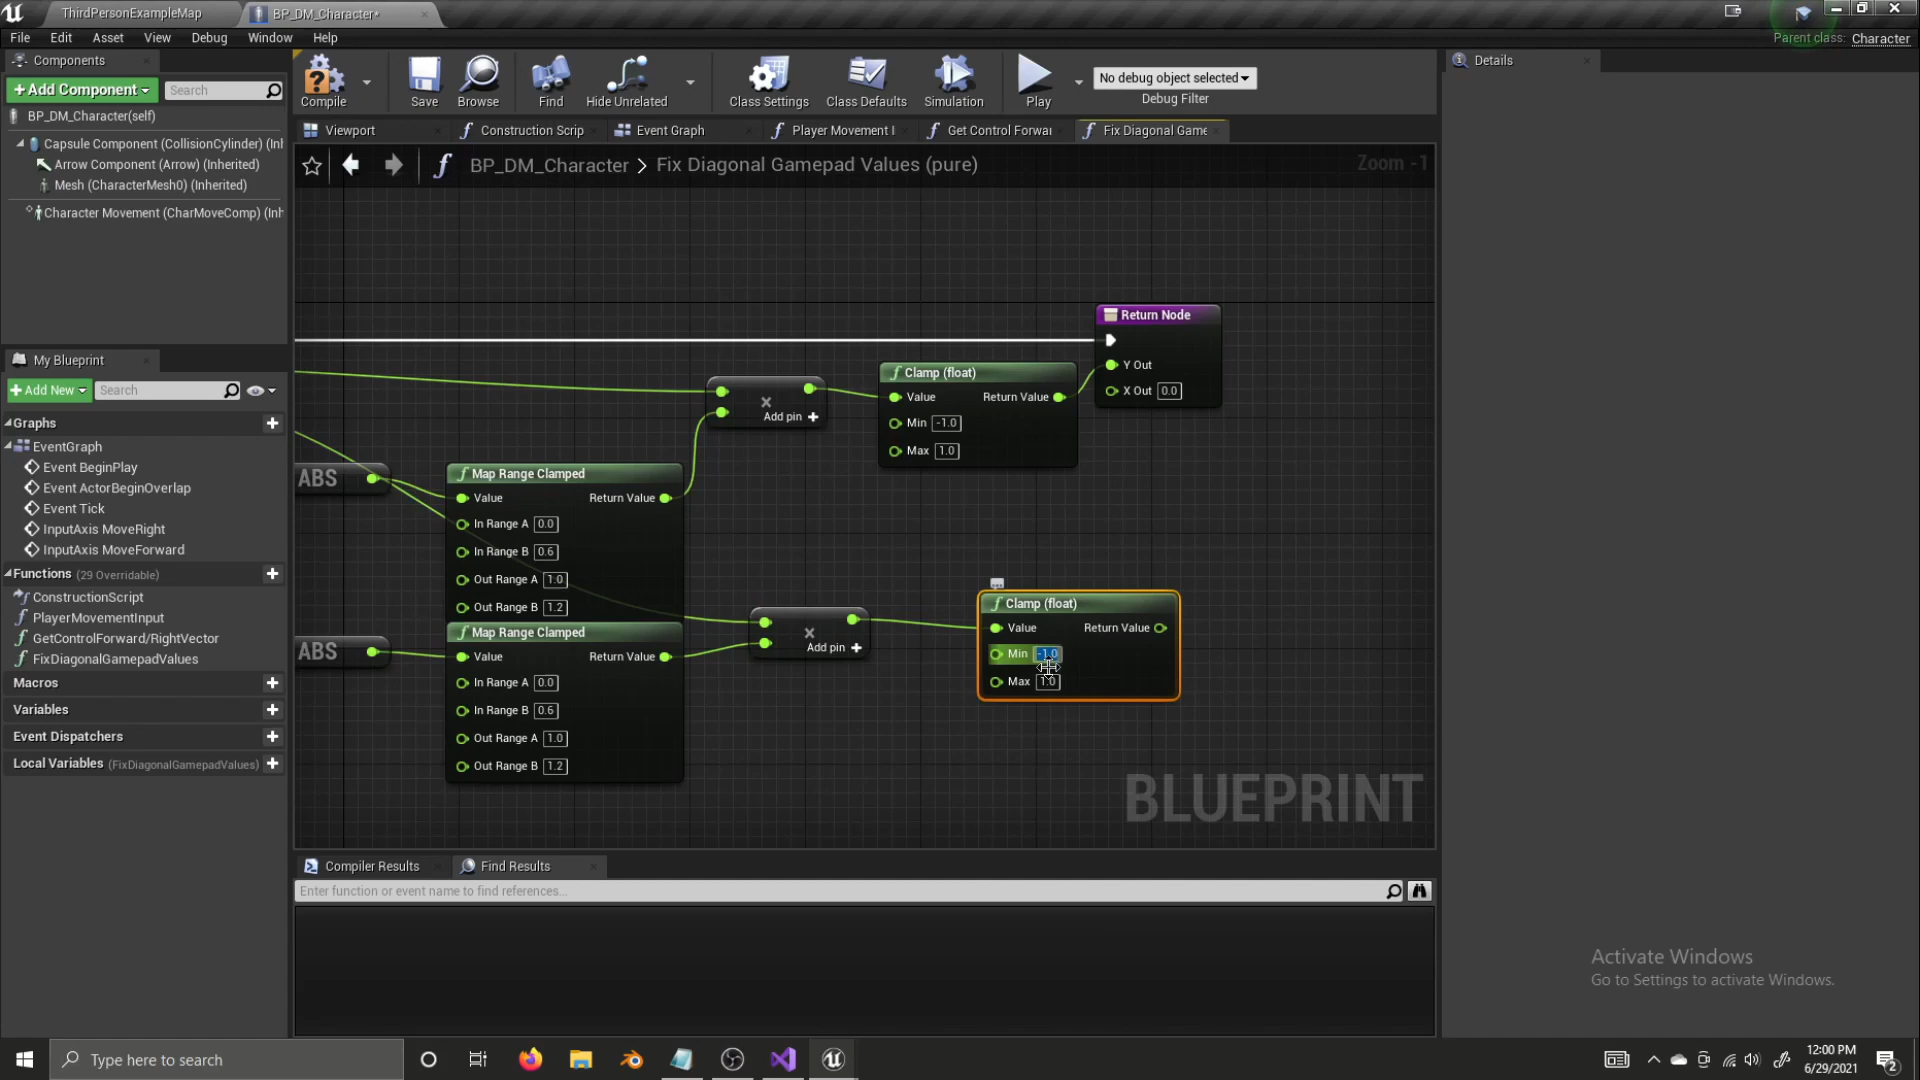 ThirdPersonExampleMap
BP_DM_Character*
File
Edit
Asset
View
Debug
Window
Help
Parent class: Character
Components
+Add Component
Search
BP_DM_Character(self)
Capsule Component (CollisionCylinder) (Inh
Arrow Component (Arrow) (Inherited)
Mesh (CharacterMesh0) (Inherited)
Character Movement (CharMoveComp) (Inh
Compile
Save
Browse
Find
Hide Unrelated
Class Settings
Class Defaults
Simulation
Play
No debug object selected
Debug Filter
Details
Viewport
Construction Scrip
Event Graph
Player Movement I
Get Control Forwar
Fix Diagonal Game
BP_DM_Character > Fix Diagonal Gamepad Values (pure)
Zoom -1
My Blueprint
+Add New
Search
Graphs
EventGraph
Event BeginPlay
Event ActorBeginOverlap
Event Tick
InputAxis MoveRight
InputAxis MoveForward
Functions (29 Overridable)
ConstructionScript
PlayerMovementInput
GetControlForward/RightVector
FixDiagonalGamepadValues
Macros
Variables
Event Dispatchers
Local Variables (FixDiagonalGamepadValues)
Return Node
Y Out
X Out 0.0
Clamp (float)
Value
Return Value
Min -1.0
Max 1.0
Add pin +
ABS
Map Range Clamped
Value
Return Value
In Range A 0.0
In Range B 0.6
Out Range A 1.0
Out Range B 1.2
ABS
Map Range Clamped
Value
Return Value
In Range A 0.0
In Range B 0.6
Out Range A 1.0
Out Range B 1.2
Add pin +
Clamp (float)
Value
Return Value
Min -1.0
Max 1.0
BLUEPRINT
Compiler Results
Find Results
Enter function or event name to find references...
Activate Windows
Go to Settings to activate Windows.
Type here to search
12:00 PM
6/29/2021
2